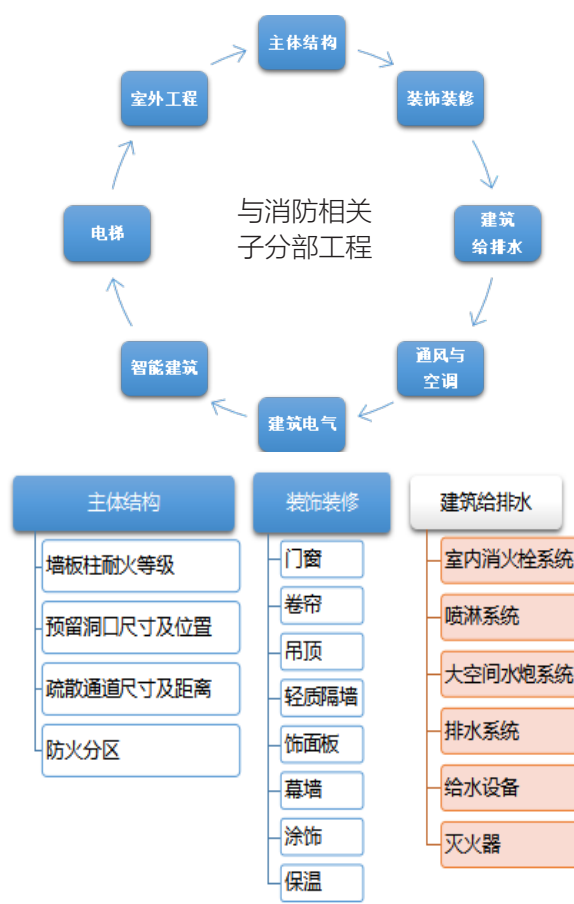 主体结构
装饰装修
建筑
给排水
通风与
空调
建筑电气
智能建筑
电梯
室外工程
与消防相关
子分部工程
主体结构
墙板柱耐火等级
预留洞口尺寸及位置
疏散通道尺寸及距离
防火分区
装饰装修
门窗
卷帘
吊顶
轻质隔墙
饰面板
幕墙
涂饰
保温
建筑给排水
室内消火栓系统
喷淋系统
大空间水炮系统
排水系统
给水设备
灭火器